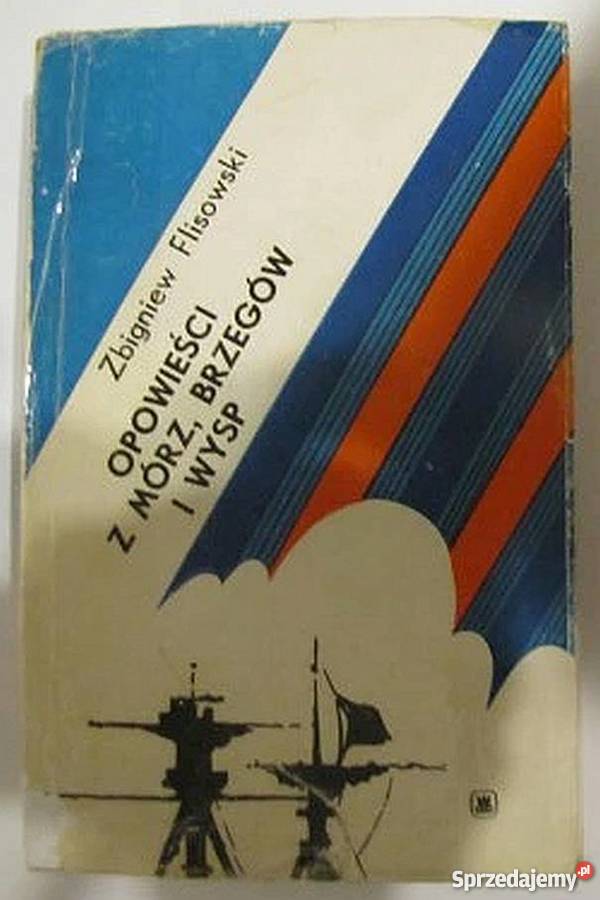 Zbigniew Flisowski
OPOWIEŚCI
Z MÓRZ, BRZEGÓW
I WYSP
Sprzedajemy.pl